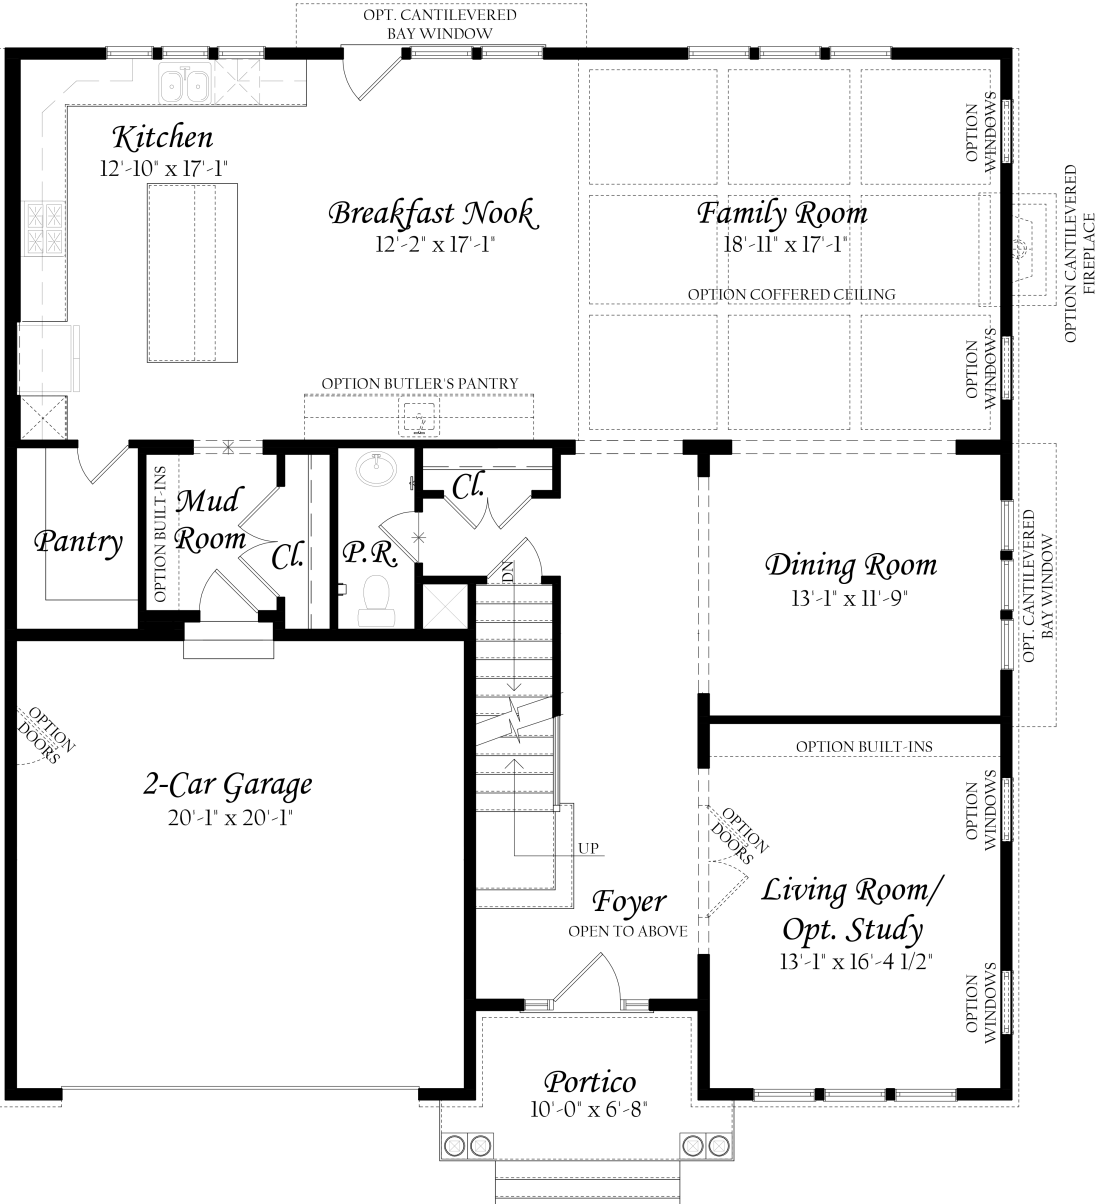 OPT. CANTILEVERED
BAY WINDOW
Kitchen
12'-10" x 17'-1"
Breakfast Nook
12'-2" x 17'-1"
Family Room
18'-11" x 17'-1"
OPTION COFFERED CEILING
OPTION
WINDOWS
OPTION CANTILEVERED
FIREPLACE
OPTION
WINDOWS
OPTION BUTLER'S PANTRY
Pantry
OPTION BUILT-INS
Mud
Room
Cl.
P.R.
Cl.
DN
Dining Room
13'-1" x 11'-9"
OPT. CANTILEVERED
BAY WINDOW
OPTION
DOORS
2-Car Garage
20'-1" x 20'-1"
UP
Foyer
OPEN TO ABOVE
OPTION BUILT-INS
OPTION
WINDOWS
OPTION
DOORS
Living Room/
Opt. Study
13'-1" x 16'-4 1/2"
OPTION
WINDOWS
Portico
10'-0" x 6'-8"